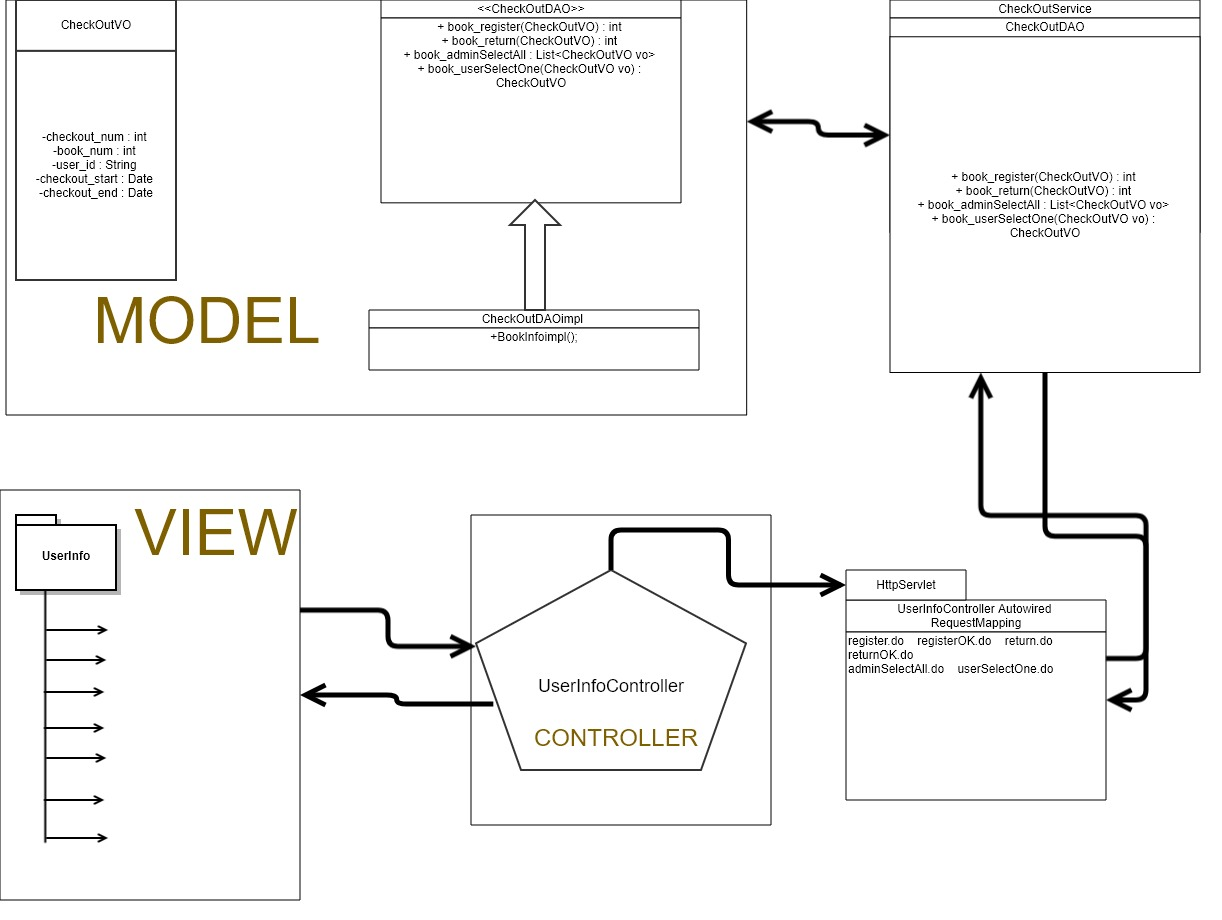 CheckOutVO
-checkout_num : int
-book_num : int
-user_id : String
-checkout_start : Date
-checkout_end : Date
<<CheckOutDAO>>
+ book_register(CheckOutVO) : int
+ book_return(CheckOutVO) : int
+ book_adminSelectAll : List<CheckOutVO vo>
+ book_userSelectOne(CheckOutVO vo) :
CheckOutVO
CheckOutService
CheckOutDAO
+ book_register(CheckOutVO) : int
+ book_return(CheckOutVO) : int
+ book_adminSelectAll : List<CheckOutVO vo>
+ book_userSelectOne(CheckOutVO vo) :
CheckOutVO
MODEL
CheckOutDAOimpl
+BookInfoimpl();
VIEW
UserInfo
UserInfoController
CONTROLLER
HttpServlet
UserInfoController Autowired
RequestMapping
register.do registerOK.do return.do
returnOK.do
adminSelectAll.do userSelectOne.do